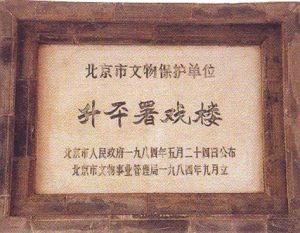 北京市文物保护单位
升平署戏楼
北京市人民政府一九八四年五月二十四日公布
北京市文物事业管理局一九八四年九月立